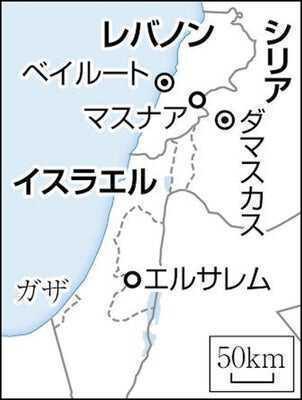 レバノン
シリア
ベイルート
マスナア
ダマスカス
イスラエル
ガザ
エルサレム
50km